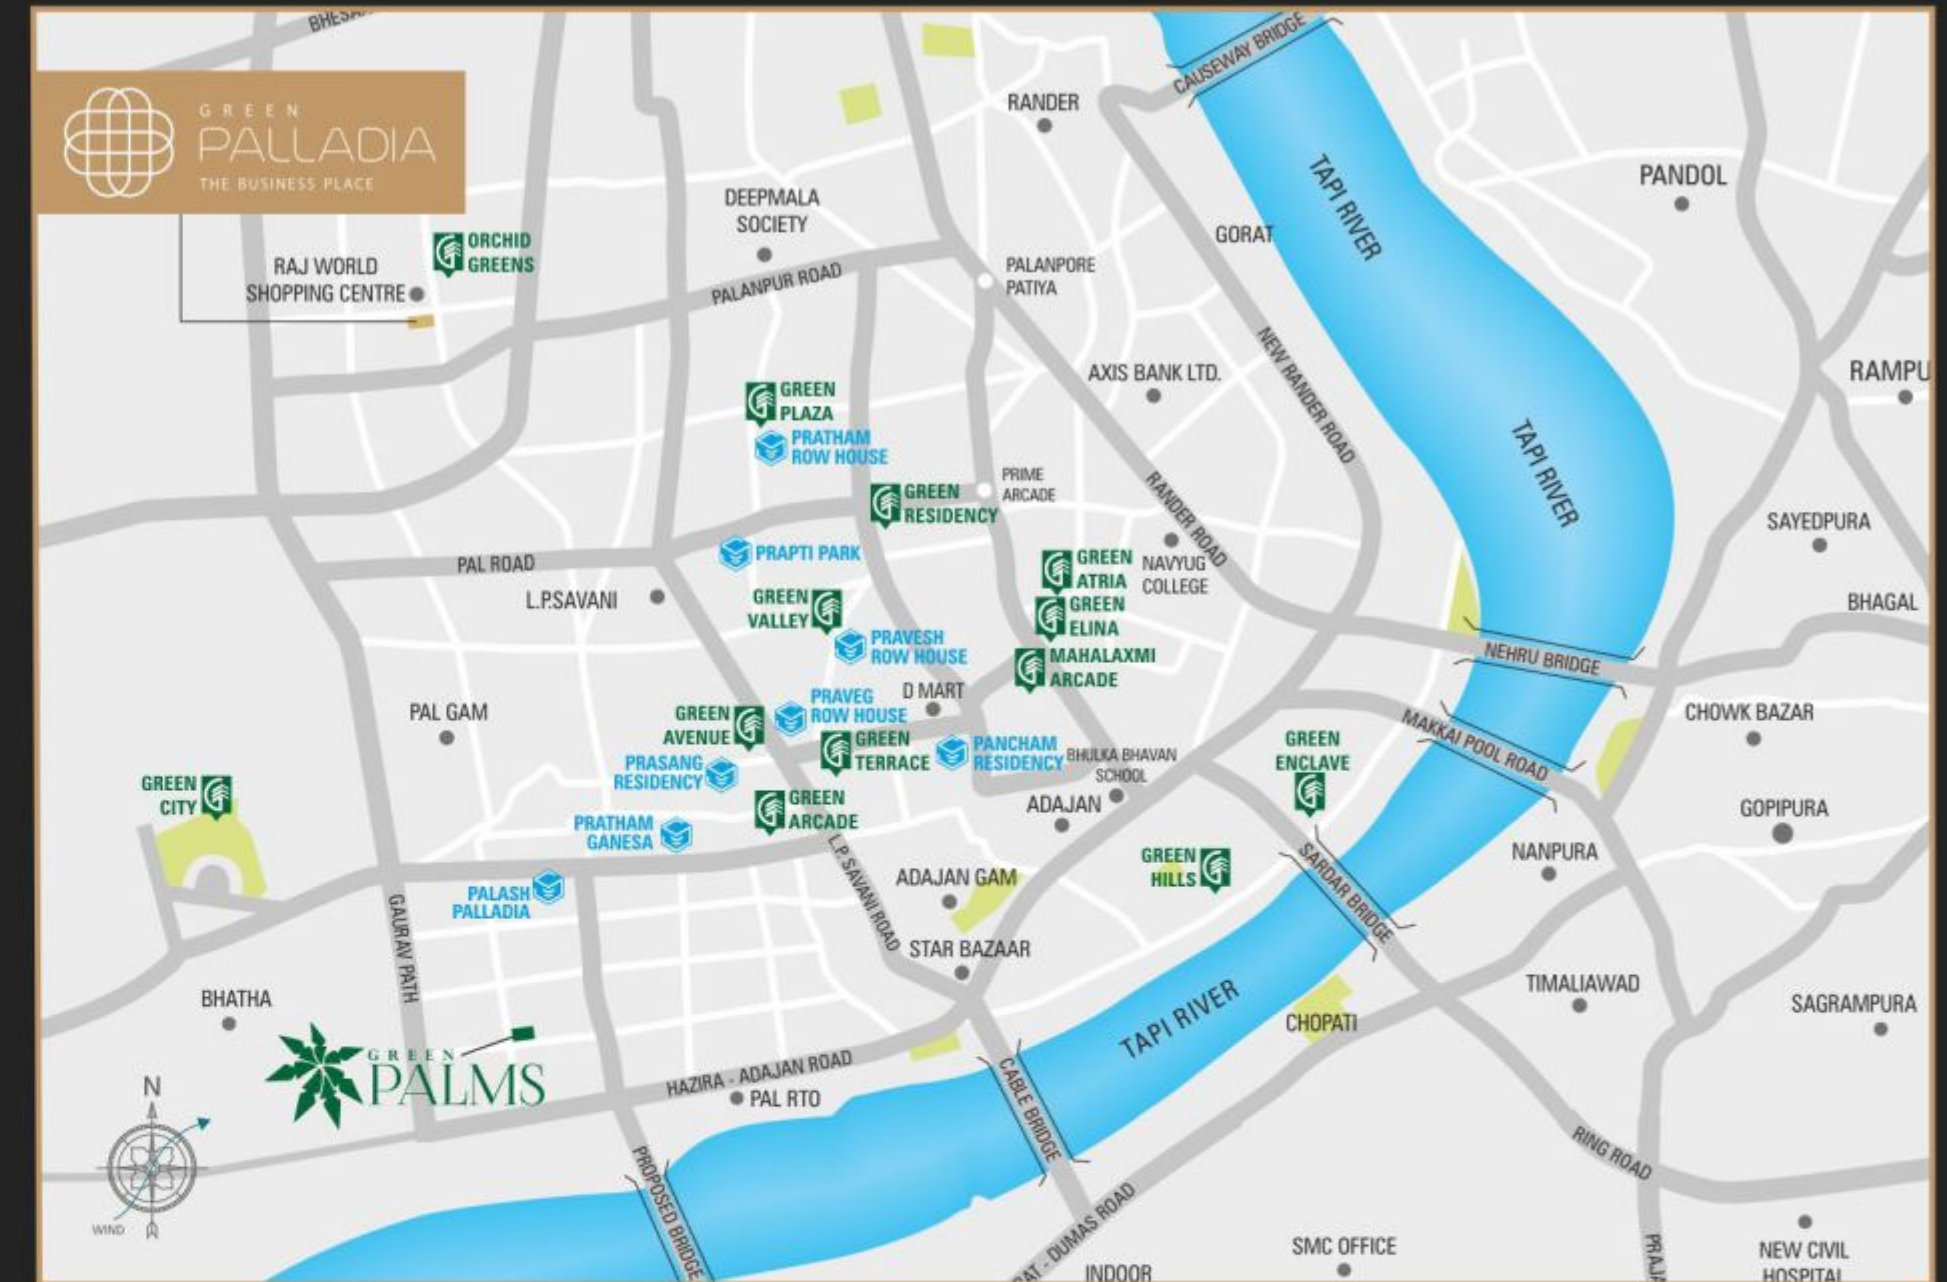 CAUSEWAY BRIDGE
GREEN
PALLADIA
THE BUSINESS PLACE
RANDER
TAPI RIVER
PANDOL
DEEPMALA
SOCIETY
GORAT
ORCHID
GREENS
RAJ WORLD
SHOPPING CENTRE
PALANPUR ROAD
PALANPORE
PATIYA
NEW RANDER ROAD
AXIS BANK LTD.
RAMPU
GREEN
PLAZA
PRATHAM
ROW HOUSE
TAPI RIVER
PRIME
ARCADE
GREEN
RESIDENCY
RANDER ROAD
SAYEDPURA
PAL ROAD
PRAPTI PARK
GREEN
ATRIA
NAVYUG
COLLEGE
L.P.SAVANI
GREEN
VALLEY
GREEN
ELINA
BHAGAL
PRAVESH
ROW HOUSE
MAHALAXMI
ARCADE
NEHRU BRIDGE
PAL GAM
D MART
PRAVEG
ROW HOUSE
GREEN
AVENUE
GREEN
TERRACE
PANCHAM
RESIDENCY
BHULKA BHAVAN
SCHOOL
GREEN
ENCLAVE
MAKKAI POOL ROAD
CHOWK BAZAR
PRASANG
RESIDENCY
GREEN
CITY
GREEN
ARCADE
ADAJAN
GOPIPURA
PRATHAM
GANESA
GREEN
HILLS
SARDAR BRIDGE
NANPURA
PALASH
PALLADIA
L.P. SAVANI ROAD
ADAJAN GAM
GAURAV PATH
STAR BAZAAR
BHATHA
TIMALIAWAD
SAGRAMPURA
TAPI RIVER
CHOPATI
GREEN
PALMS
HAZIRA - ADAJAN ROAD
PAL RTO
CABLE BRIDGE
N
WIND
PROPOSED BRIDGE
RING ROAD
AT - DUMAS ROAD
INDOOR
SMC OFFICE
PRAJA
NEW CIVIL
HOSPITAL